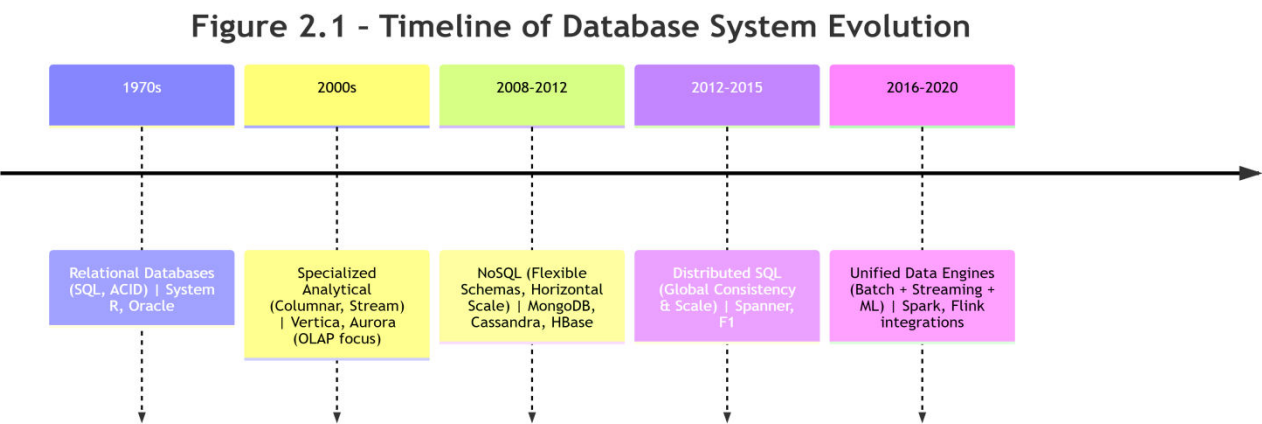 Figure 2.1 – Timeline of Database System Evolution
1970s
2000s
2008-2012
2012-2015
2016-2020
Relational Databases
(SQL, ACID) | System
R, Oracle
Specialized
Analytical
(Columnar, Stream)
| Vertica, Aurora
(OLAP focus)
NoSQL (Flexible
Schemas, Horizontal
Scale) | MongoDB,
Cassandra, HBase
Distributed SQL
(Global Consistency
& Scale) | Spanner,
F1
Unified Data Engines
(Batch + Streaming +
ML) | Spark, Flink
integrations